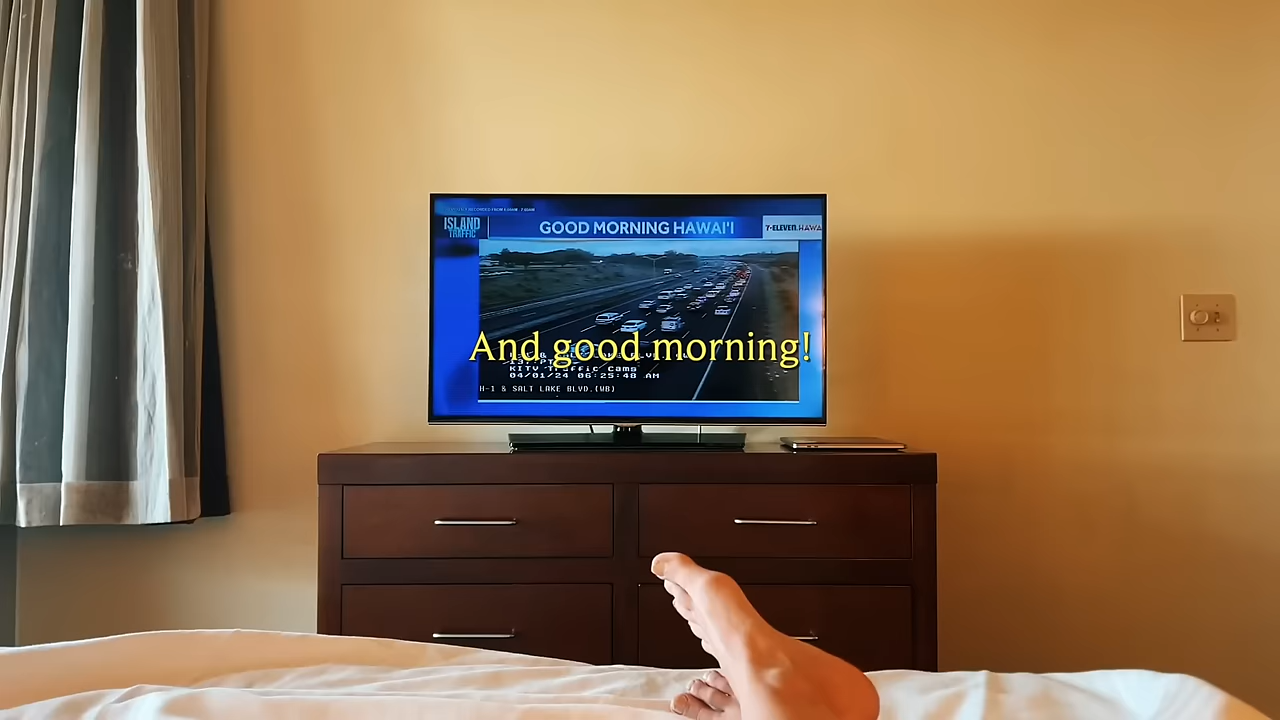 ISLAND
TRAFFIC
GOOD MORNING HAWAI'I
7-ELEVEN. HAWA
And good morning!
KITV Traffic Cams
04/01/24 06:25:48 AM
H-1 & SALT LAKE BLVD.(WB)